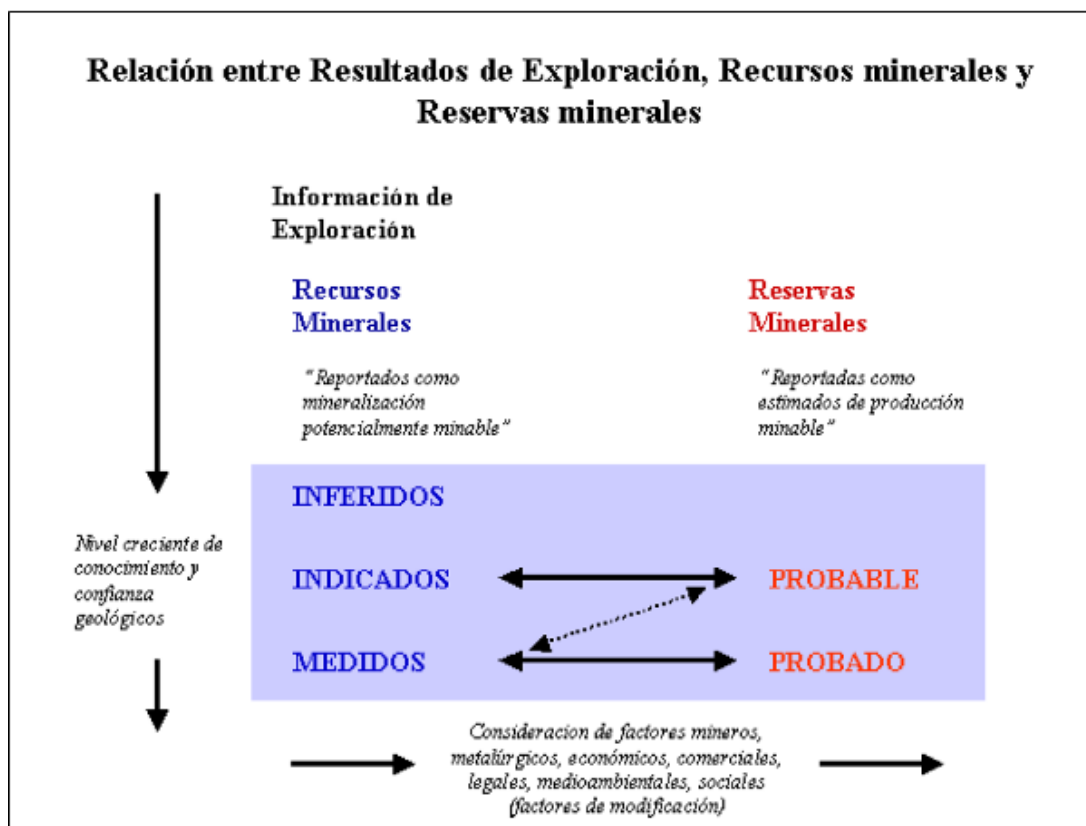 Relación entre Resultados de Exploración, Recursos minerales y
Reservas minerales
Información de
Exploración
Recursos
Minerales
Reservas
Minerales
"Reportados como
mineralización
potencialmente minable"
"Reportadas como
estimados de producción
minable"
INFERIDOS
Nivel creciente de
conocimiento y
confianza
geológicos
INDICADOS
PROBABLE
MEDIDOS
PROBADO
Consideracion de factores mineros,
metalúrgicos, económicos, comerciales,
legales, medioambientales, sociales
(factores de modificación)